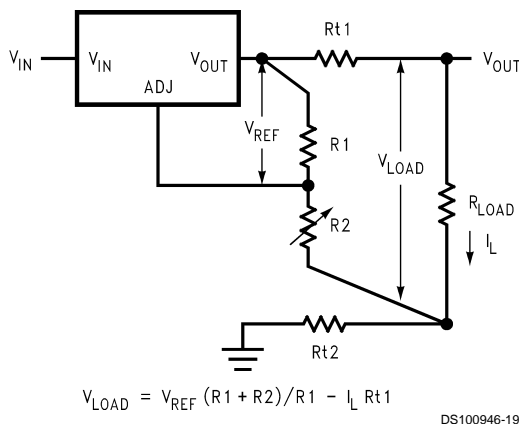 Rt1
V_IN
V_IN
V_OUT
V_OUT
ADJ
V_REF
R1
V_LOAD
R2
R_LOAD
I_L
Rt2
V_LOAD = V_REF (R1 + R2)/R1 - I_L Rt1
DS100946-19